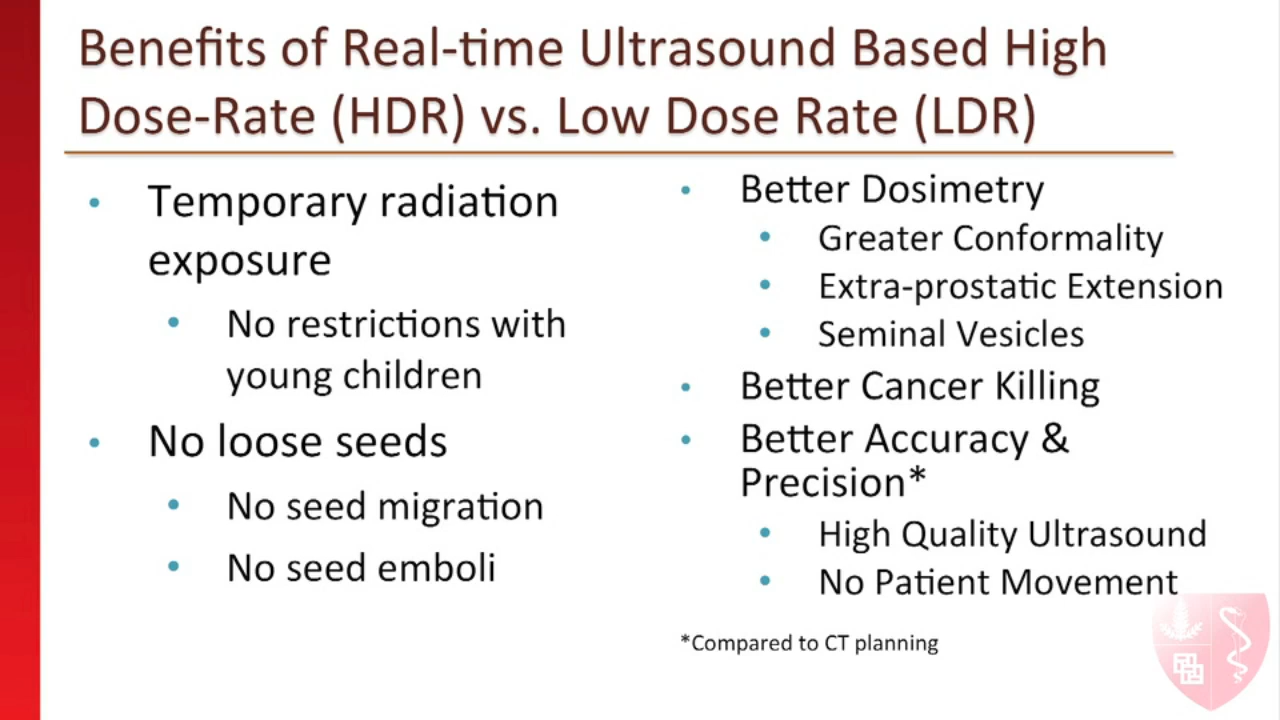 Benefits of Real-time Ultrasound Based High
Dose-Rate (HDR) vs. Low Dose Rate (LDR)
• Temporary radiation
exposure
• No restrictions with
young children
• No loose seeds
• No seed migration
• No seed emboli
• Better Dosimetry
• Greater Conformality
• Extra-prostatic Extension
• Seminal Vesicles
• Better Cancer Killing
• Better Accuracy &
Precision*
• High Quality Ultrasound
• No Patient Movement
*Compared to CT planning